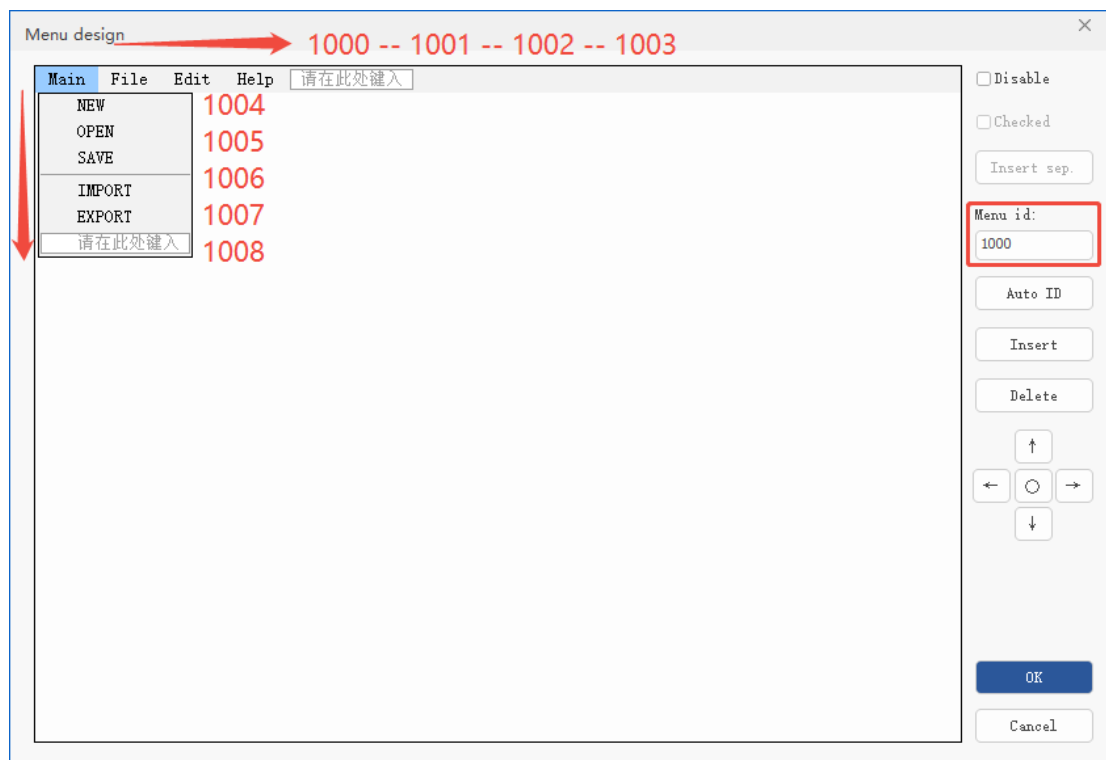 Menu design
1000 -- 1001 -- 1002 -- 1003
Main File Edit Help 请在此处键入
NEW 1004
OPEN 1005
SAVE 1006
IMPORT 1007
EXPORT 1008
请在此处键入
Disable
Checked
Insert sep.
Menu id:
1000
Auto ID
Insert
Delete
↑
← ○ →
↓
OK
Cancel